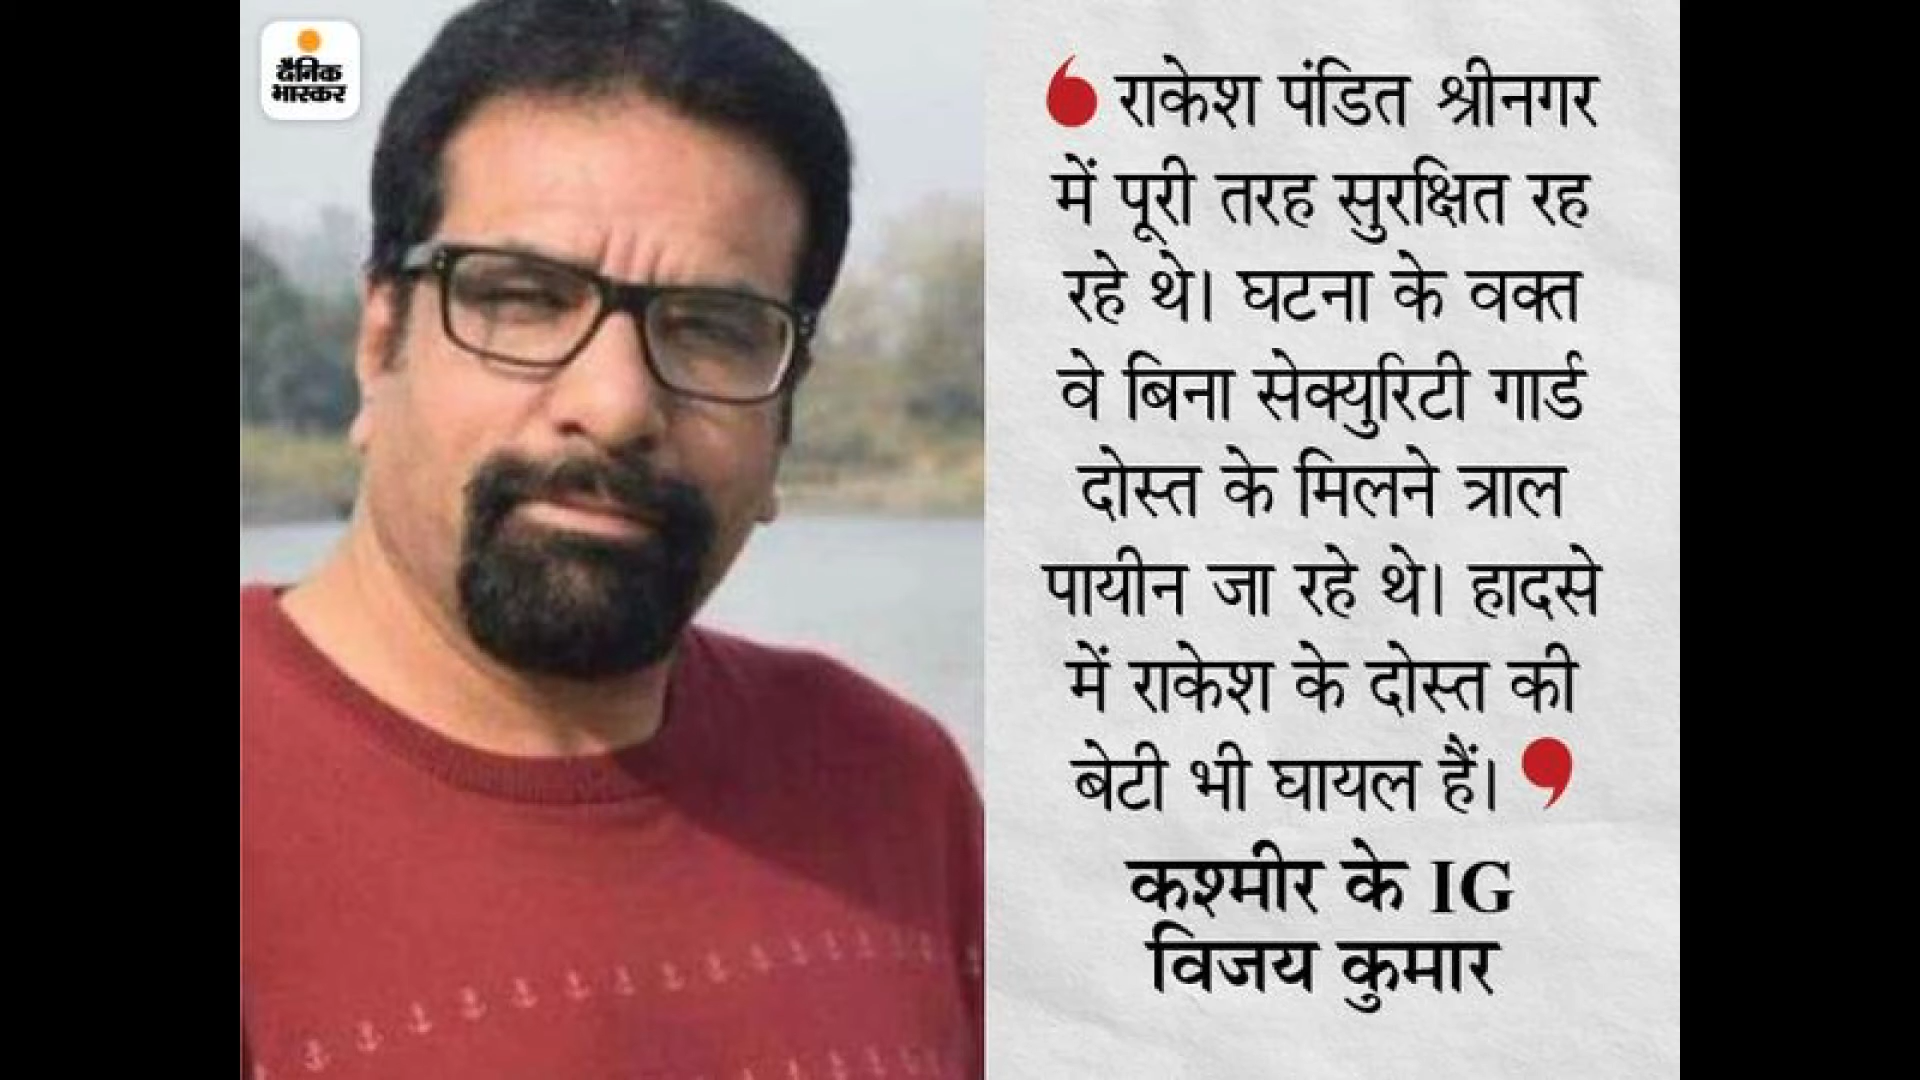 दैनिक
भास्कर
‘राकेश पंडित श्रीनगर
में पूरी तरह सुरक्षित रह
रहे थे। घटना के वक्त
वे बिना सेक्युरिटी गार्ड
दोस्त के मिलने त्राल
पायीन जा रहे थे। हादसे
में राकेश के दोस्त की
बेटी भी घायल हैं।’
कश्मीर के IG
विजय कुमार